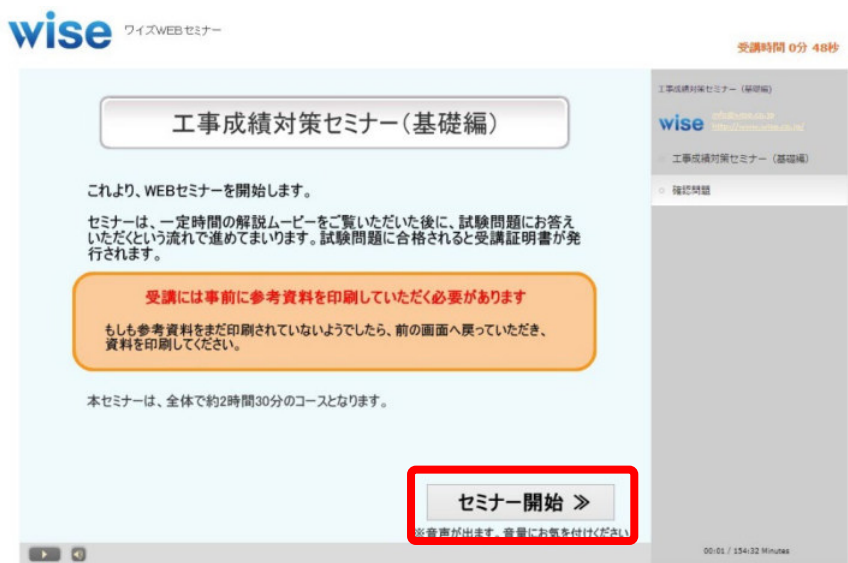 wise ワイズWEBセミナー
受講時間 0分 48秒
工事成績対策セミナー(基礎編)
これより、WEBセミナーを開始します。
セミナーは、一定時間の解説ムービーをご覧いただいた後に、試験問題にお答え
いただくという流れで進めてまいります。試験問題に合格されると受講証明書が発
行されます。
受講には事前に参考資料を印刷していただく必要があります
もしも参考資料をまだ印刷されていないようでしたら、前の画面へ戻っていただき、
資料を印刷してください。
本セミナーは、全体で約2時間30分のコースとなります。
セミナー開始 ≫
※音声が出ます。音量にお気を付けください
工事成績対策セミナー(基礎編)
wise
工事成績対策セミナー(基礎編)
確認問題
00:01 / 154:32 Minutes